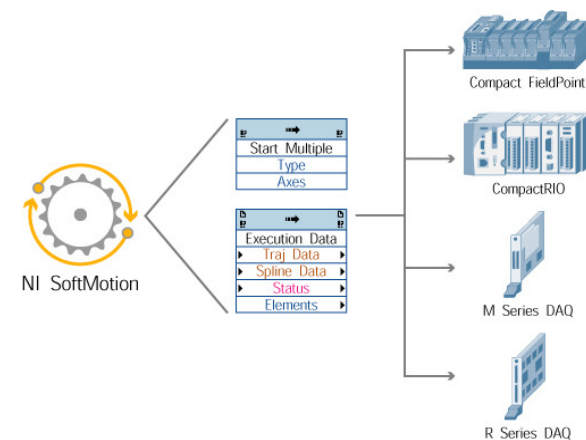 NI SoftMotion
Start Multiple
Type
Axes
Execution Data
Traj Data
Spline Data
Status
Elements
Compact FieldPoint
CompactRIO
M Series DAQ
R Series DAQ